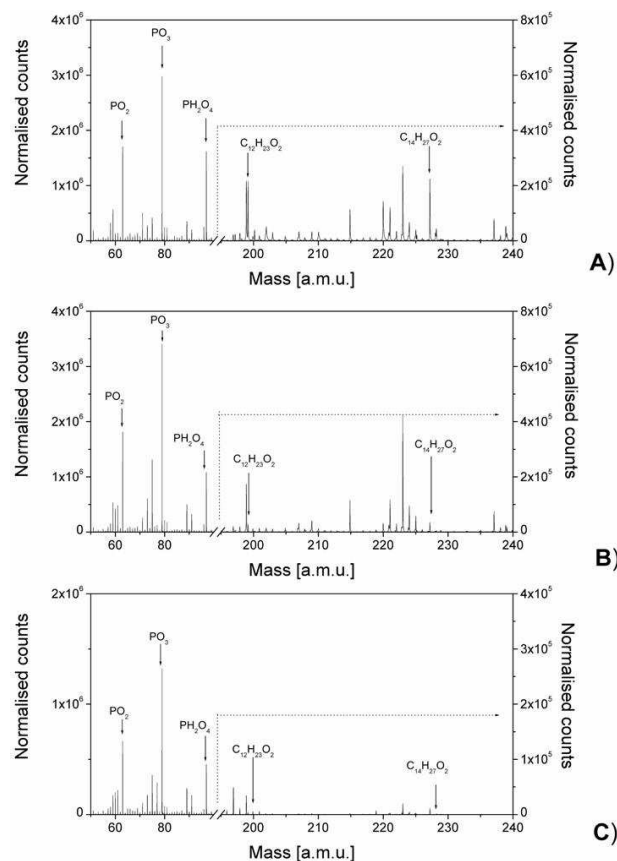 4x10⁶
3x10⁶
2x10⁶
1x10⁶
0
Normalised counts
PO₂
PO₃
PH₂O₄
C₁₂H₂₃O₂
C₁₄H₂₇O₂
8x10⁵
6x10⁵
4x10⁵
2x10⁵
0
Normalised counts
60 80 200 210 220 230 240
Mass [a.m.u.]
A)
4x10⁶
3x10⁶
2x10⁶
1x10⁶
0
Normalised counts
PO₂
PO₃
PH₂O₄
C₁₂H₂₃O₂
C₁₄H₂₇O₂
8x10⁵
6x10⁵
4x10⁵
2x10⁵
0
Normalised counts
60 80 200 210 220 230 240
Mass [a.m.u.]
B)
2x10⁶
1x10⁶
0
Normalised counts
PO₂
PO₃
PH₂O₄
C₁₂H₂₃O₂
C₁₄H₂₇O₂
4x10⁵
3x10⁵
2x10⁵
1x10⁵
0
Normalised counts
60 80 200 210 220 230 240
Mass [a.m.u.]
C)